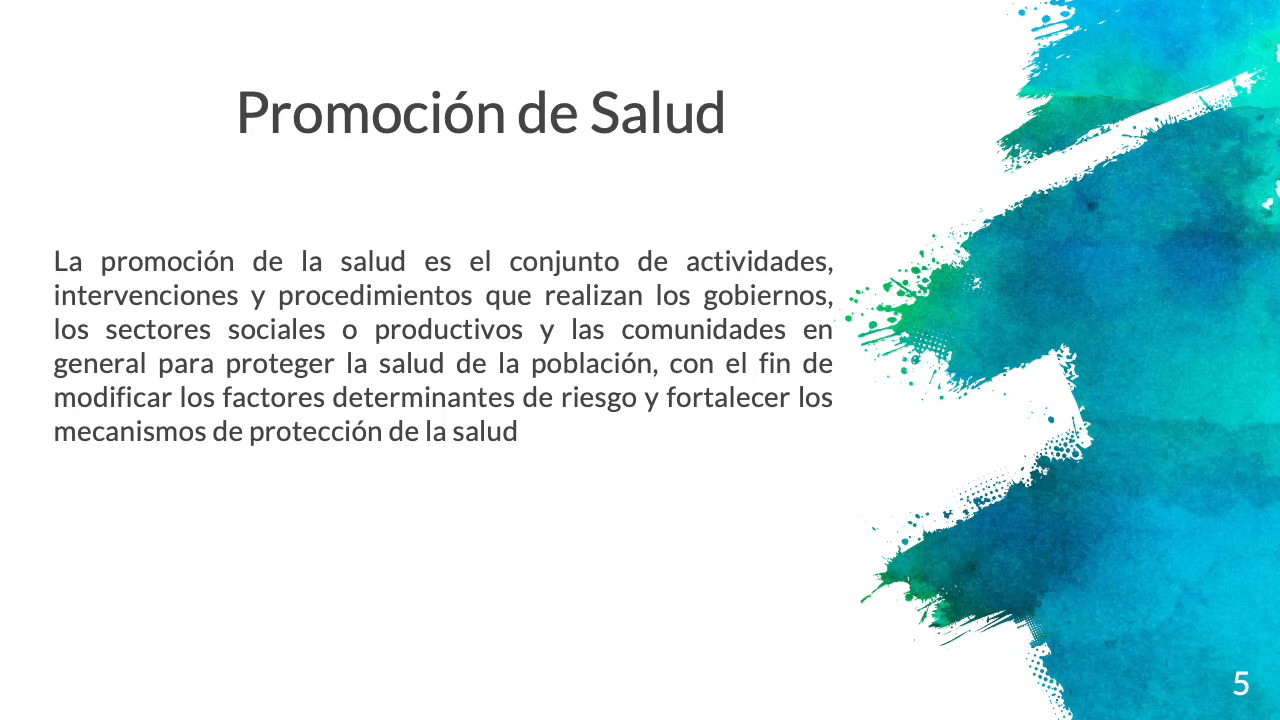 Promoción de Salud
La promoción de la salud es el conjunto de actividades,
intervenciones y procedimientos que realizan los gobiernos,
los sectores sociales o productivos y las comunidades en
general para proteger la salud de la población, con el fin de
modificar los factores determinantes de riesgo y fortalecer los
mecanismos de protección de la salud
5